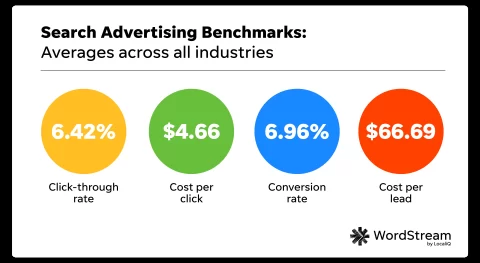 Search Advertising Benchmarks:
Averages across all industries
6.42%
$4.66
6.96%
$66.69
Click-through
rate
Cost per
click
Conversion
rate
Cost per
lead
WordStream
by LocaliQ